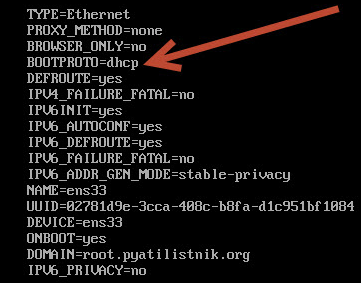 TYPE=Ethernet
PROXY_METHOD=none
BROWSER_ONLY=no
BOOTPROTO=dhcp
DEFROUTE=yes
IPV4_FAILURE_FATAL=no
IPV6INIT=yes
IPV6_AUTOCONF=yes
IPV6_DEFROUTE=yes
IPV6_FAILURE_FATAL=no
IPV6_ADDR_GEN_MODE=stable-privacy
NAME=ens33
UUID=02781d9e-3cca-408c-b8fa-d1c951bf1084
DEVICE=ens33
ONBOOT=yes
DOMAIN=root.pyatilistnik.org
IPV6_PRIVACY=no